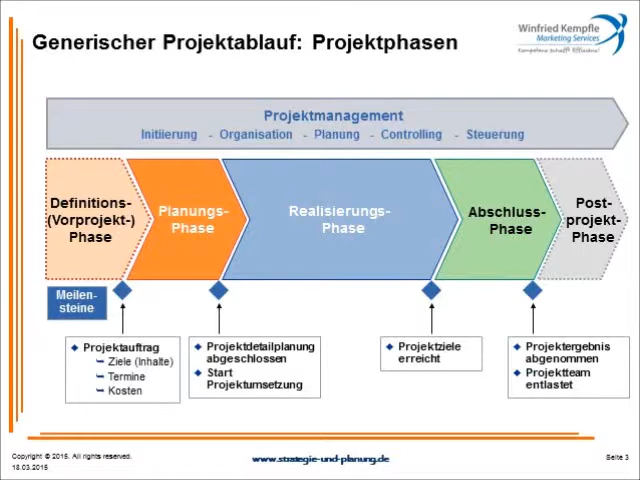 Generischer Projektablauf: Projektphasen
Winfried Kempfle
Marketing Services
Kompetenz schafft Effizienz!
Projektmanagement
Initiierung - Organisation - Planung - Controlling - Steuerung
Definitions-
(Vorprojekt-)
Phase
Planungs-
Phase
Realisierungs-
Phase
Abschluss-
Phase
Post-
projekt-
Phase
Meilen-
steine
Projektauftrag
Ziele (Inhalte)
Termine
Kosten
Projektdetailplanung
abgeschlossen
Start
Projektumsetzung
Projektziele
erreicht
Projektergebnis
abgenommen
Projektteam
entlastet
Copyright © 2015. All rights reserved.
18.03.2015
www.strategie-und-planung.de
Seite 3